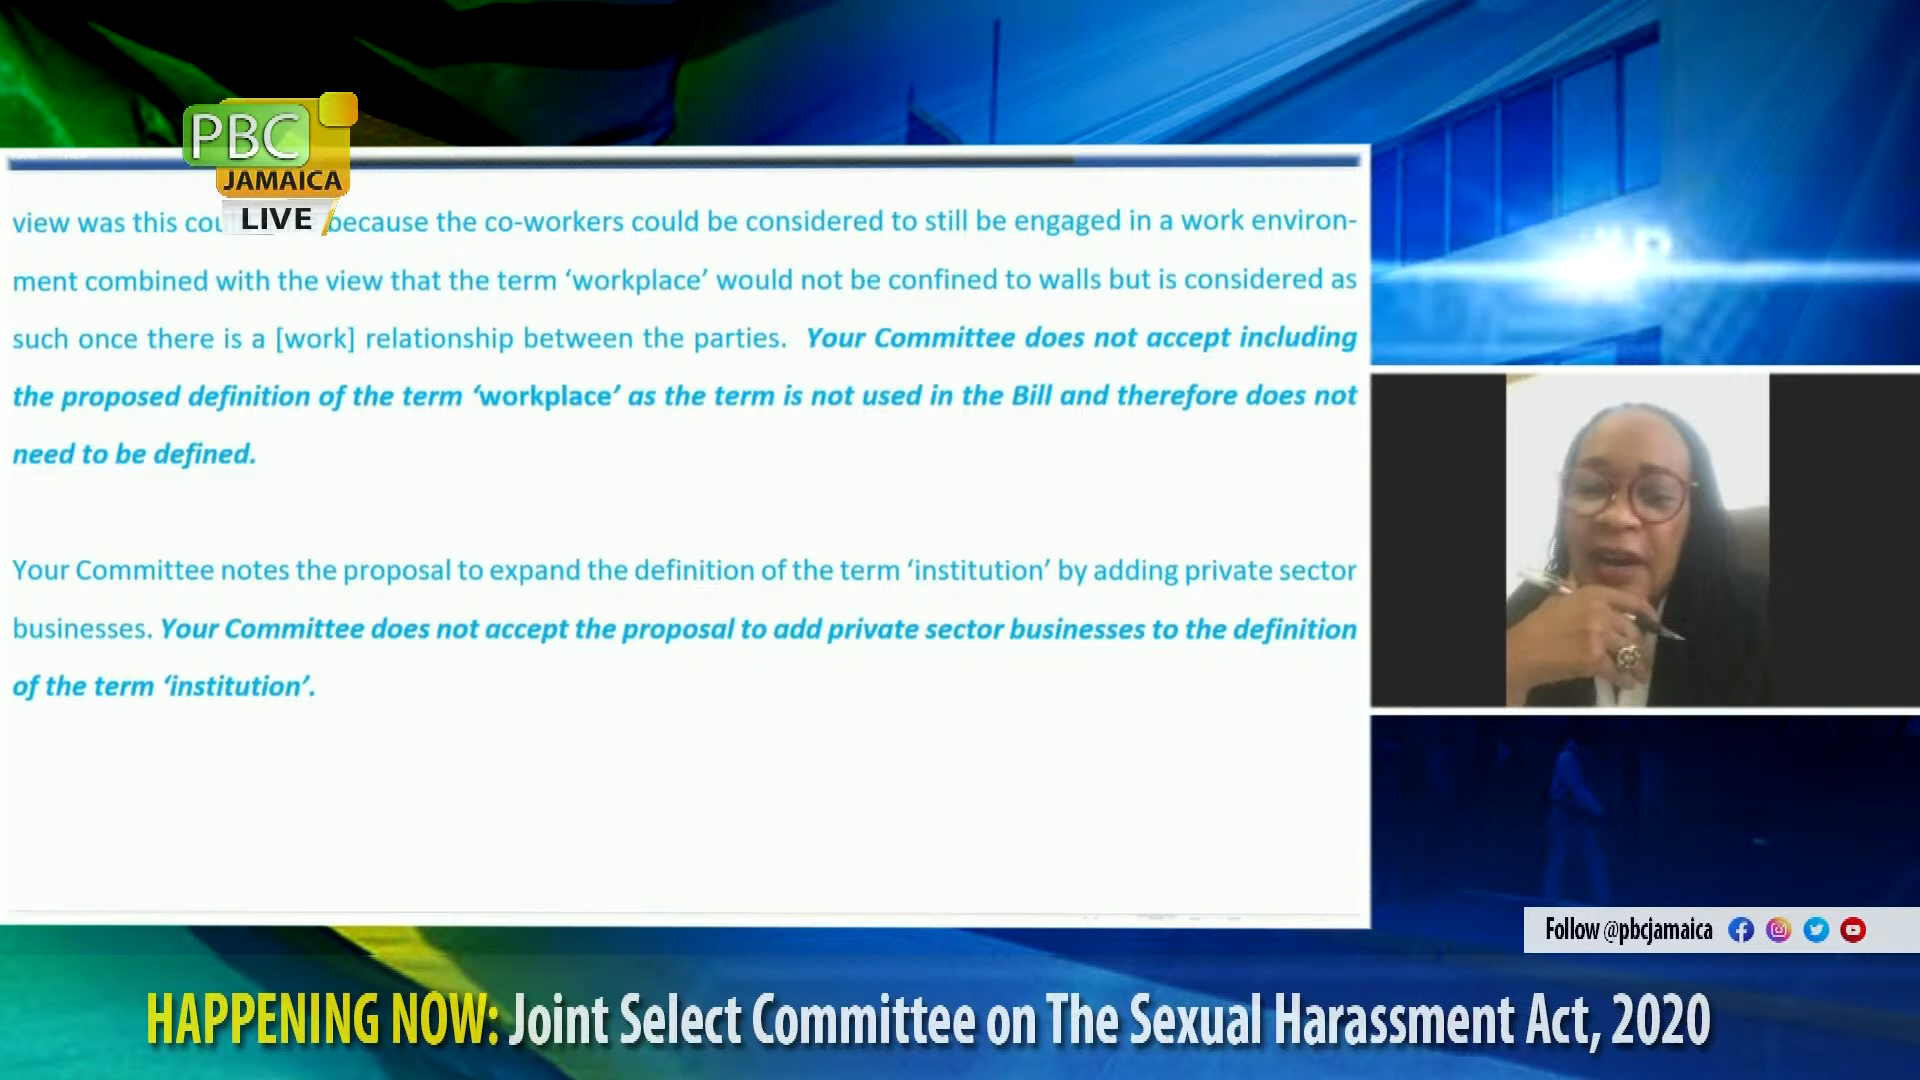 PBC
JAMAICA
LIVE
view was this because the co-workers could be considered to still be engaged in a work environ-
ment combined with the view that the term ‘workplace’ would not be confined to walls but is considered as
such once there is a [work] relationship between the parties. Your Committee does not accept including
the proposed definition of the term ‘workplace’ as the term is not used in the Bill and therefore does not
need to be defined.
Your Committee notes the proposal to expand the definition of the term ‘institution’ by adding private sector
businesses. Your Committee does not accept the proposal to add private sector businesses to the definition
of the term ‘institution’.
Follow @pbcjamaica
HAPPENING NOW: Joint Select Committee on The Sexual Harassment Act, 2020